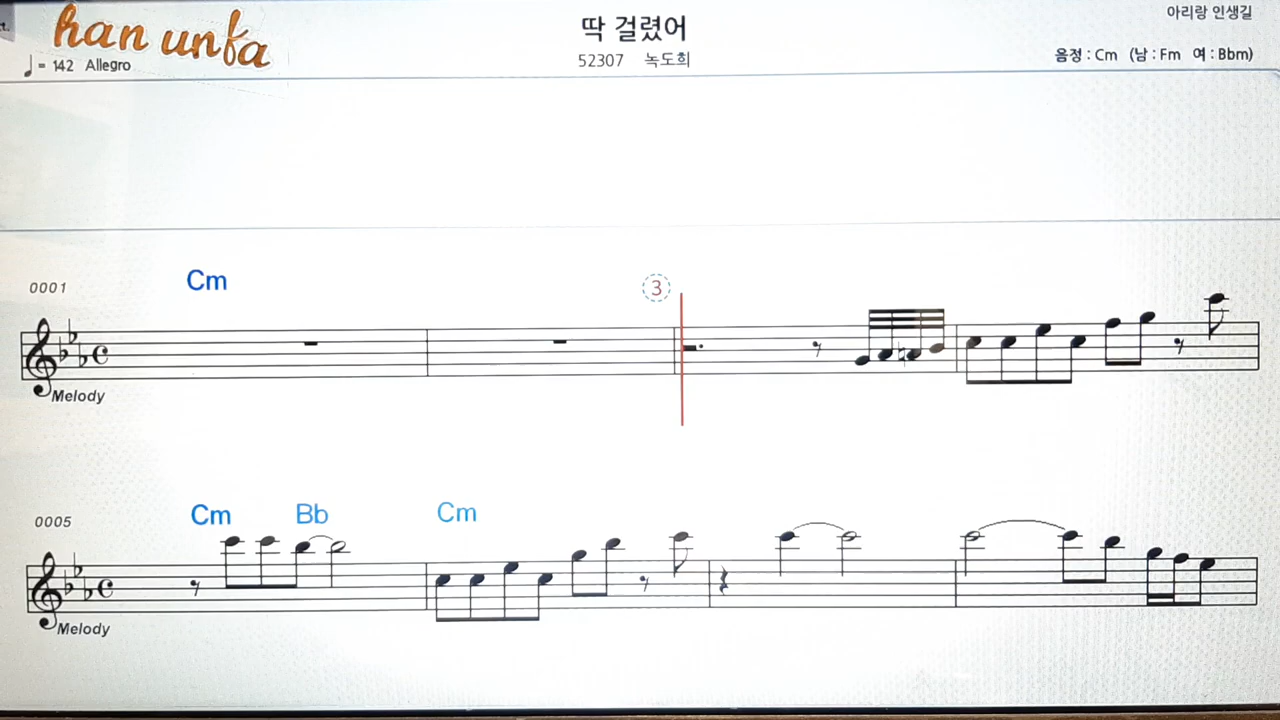 han unfa
♩ = 142 Allegro
딱 걸렸어
52307 녹도희
아리랑 인생길
음정 : Cm (남 : Fm 여 : Bbm)
0001
Cm
3
Melody
0005
Cm Bb Cm
Melody